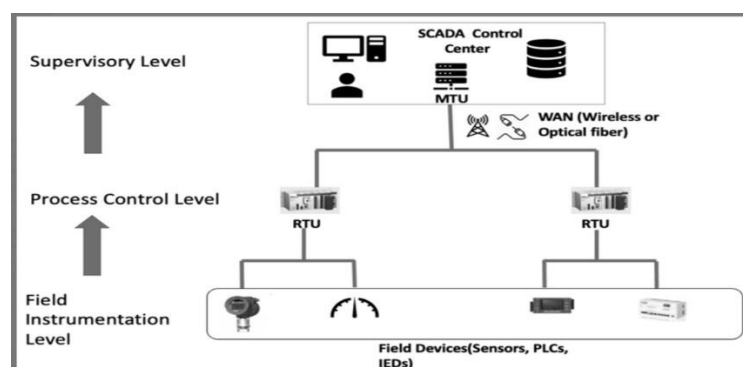 SCADA Control
Center
Supervisory Level
MTU
WAN (Wireless or
Optical fiber)
Process Control Level
RTU
RTU
Field
Instrumentation
Level
Field Devices(Sensors, PLCs,
IEDs)